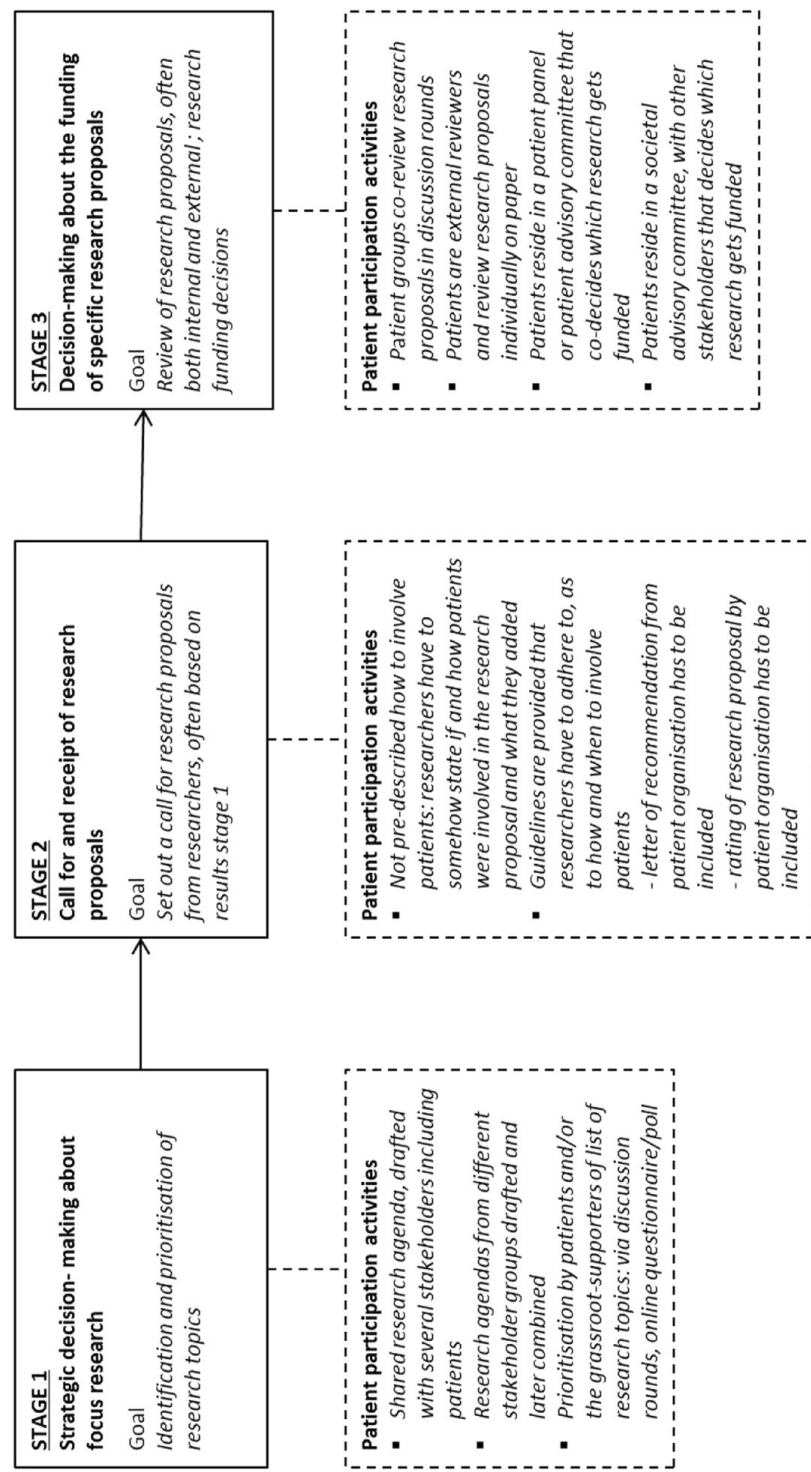 STAGE 1
Strategic decision- making about
focus research
Goal
Identification and prioritisation of
research topics
Patient participation activities
▪ Shared research agenda, drafted
with several stakeholders including
patients
▪ Research agendas from different
stakeholder groups drafted and
later combined
▪ Prioritisation by patients and/or
the grassroot-supporters of list of
research topics: via discussion
rounds, online questionnaire/poll
STAGE 2
Call for and receipt of research
proposals
Goal
Set out a call for research proposals
from researchers, often based on
results stage 1
Patient participation activities
▪ Not pre-described how to involve
patients: researchers have to
somehow state if and how patients
were involved in the research
proposal and what they added
▪ Guidelines are provided that
researchers have to adhere to, as
to how and when to involve
patients
- letter of recommendation from
patient organisation has to be
included
- rating of research proposal by
patient organisation has to be
included
STAGE 3
Decision-making about the funding
of specific research proposals
Goal
Review of research proposals, often
both internal and external ; research
funding decisions
Patient participation activities
▪ Patient groups co-review research
proposals in discussion rounds
▪ Patients are external reviewers
and review research proposals
individually on paper
▪ Patients reside in a patient panel
or patient advisory committee that
co-decides which research gets
funded
▪ Patients reside in a societal
advisory committee, with other
stakeholders that decides which
research gets funded